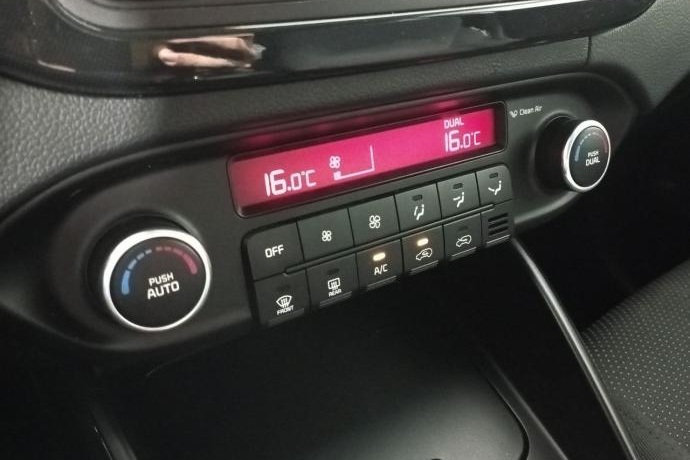 Clean Air
DUAL
16.0°C
16.0°C
PUSH
DUAL
OFF
A/C
FRONT
REAR
PUSH
AUTO